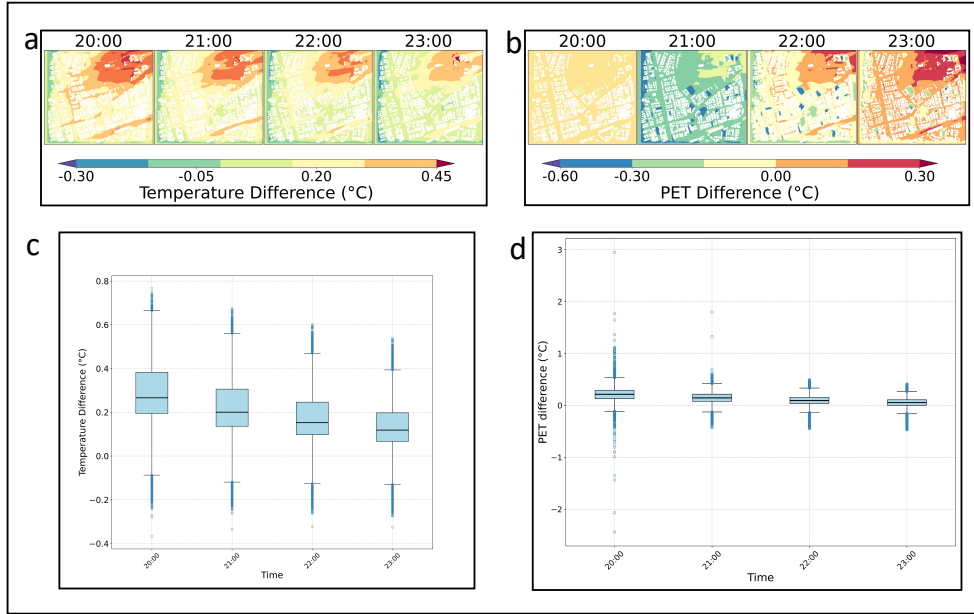 a
20:00 21:00 22:00 23:00
-0.30 -0.05 0.20 0.45
Temperature Difference (°C)
b
20:00 21:00 22:00 23:00
-0.60 -0.30 0.00 0.30
PET Difference (°C)
c
0.8
0.6
0.4
0.2
0.0
−0.2
−0.4
Temperature Difference (°C)
20:00 21:00 22:00 23:00
Time
d
3
2
1
0
−1
−2
PET difference (°C)
20:00 21:00 22:00 23:00
Time